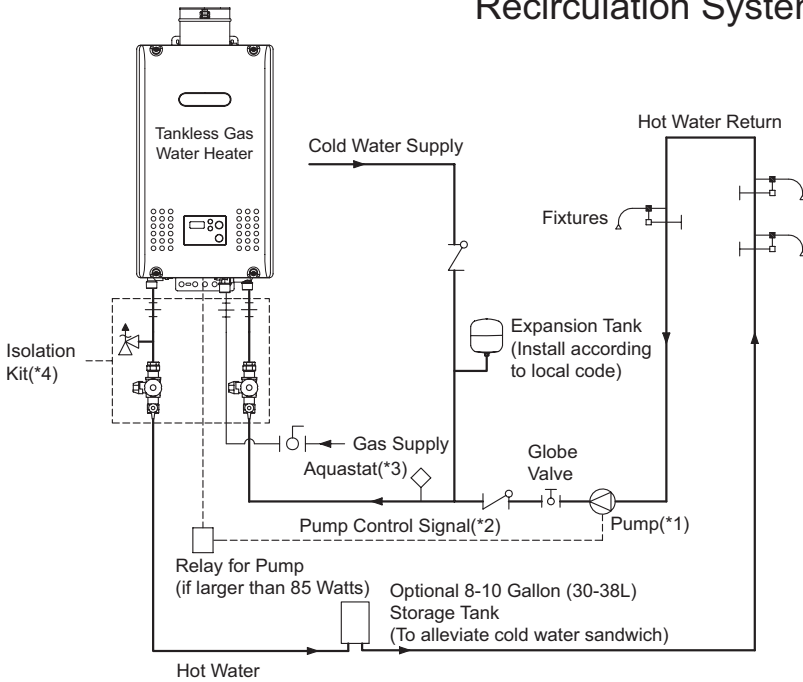 Recirculation System
Tankless Gas
Water Heater
Cold Water Supply
Hot Water Return
Fixtures
Expansion Tank
(Install according
to local code)
Isolation
Kit(*4)
Gas Supply
Aquastat(*3)
Globe
Valve
Pump Control Signal(*2)
Pump(*1)
Relay for Pump
(if larger than 85 Watts)
Optional 8-10 Gallon (30-38L)
Storage Tank
(To alleviate cold water sandwich)
Hot Water